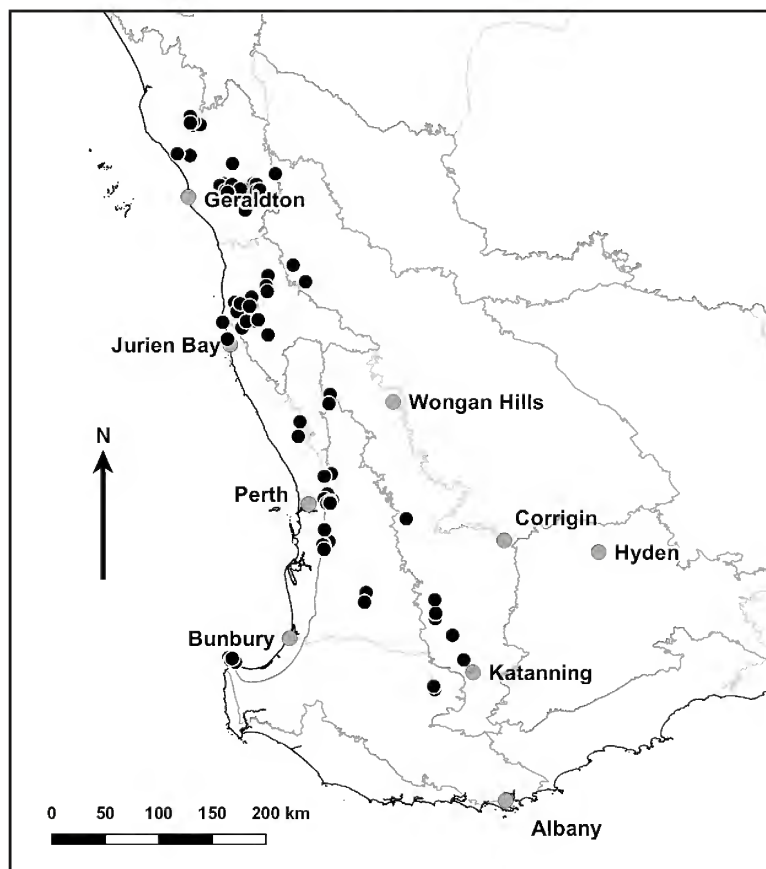 Geraldton
Jurien Bay
Wongan Hills
N
Perth
Corrigin
Hyden
Bunbury
Katanning
0 50 100 150 200 km
Albany